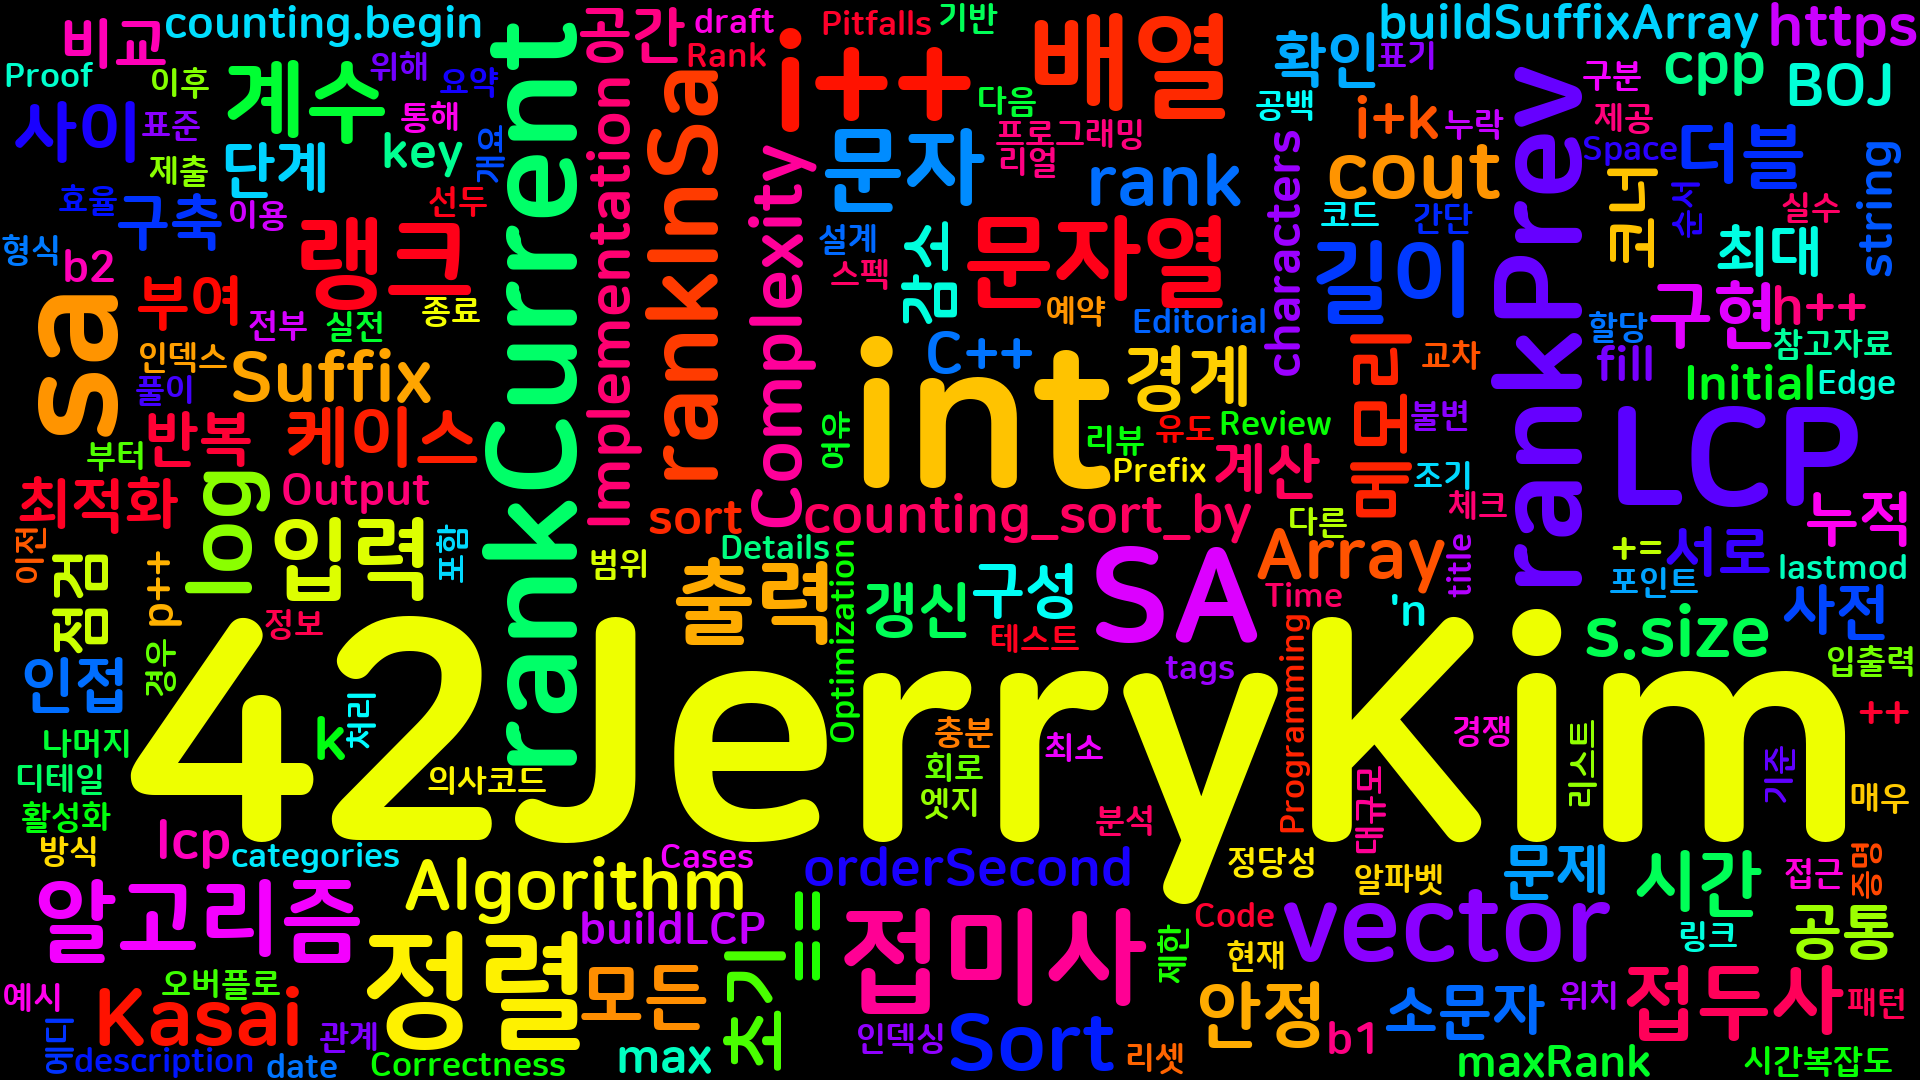 비교
counting.begin
rankCurrent
공간
draft
Pitfalls
기반
배열
buildSuffixArray
https
Proof
이후
계수
위해
요약
Rank
i++
확인
표기
구분
cpp
BOJ
사이
표준
통해
rankInSa
다음
공백
i+k
누락
제공
제출
단계
key
개여
Implementation
문자
프로그래밍
리얼
characters
cout
rankPrev
Space
더블
string
효율
구축
이용
선두
Complexity
rank
코드
간단
코너
순서
실수
형식
b2
랭크
감소
설계
스펙
문자열
길이
최대
sa
부여
전부
실전
종료
예약
Editorial
할당
구현
h++
참고자료
인덱스
풀이
Suffix
int
C++
경계
메모리
교차
fill
Initial
Edge
부터
반복
케이스
여야
리뷰
유도
Review
불변
LCP
최적화
log
Output
sort
counting_sort_by
Prefix
계산
조기
체크
누적
이전
점검
입력
포함
범위
Details
출력
Optimization
갱신
구성
SA
다른
Array
title
+=
서로
lastmod
포인트
p++
정보
테스트
Time
'n
s.size
사전
인접
경우
42JerryKim
tags
입출력
나머지
디테일
활성화
k
처리
의사코드
충분
회로
엣지
최소
분석
Programming
대규모
경쟁
리스트
기준
++
매우
방식
lcp
categories
Algorithm
Cases
orderSecond
정당성
알파벳
문제
시간
접근
증명
알고리즘
정렬
buildLCP
초기
==
접미사
제한
Code
현재
vector
링크
공통
예시
오버플로
Kasai
관계
모든
인덱싱
Sort
안정
b1
소문자
위치
접두사
패턴
동디
description
date
Correctness
max
리셋
maxRank
시간복잡도